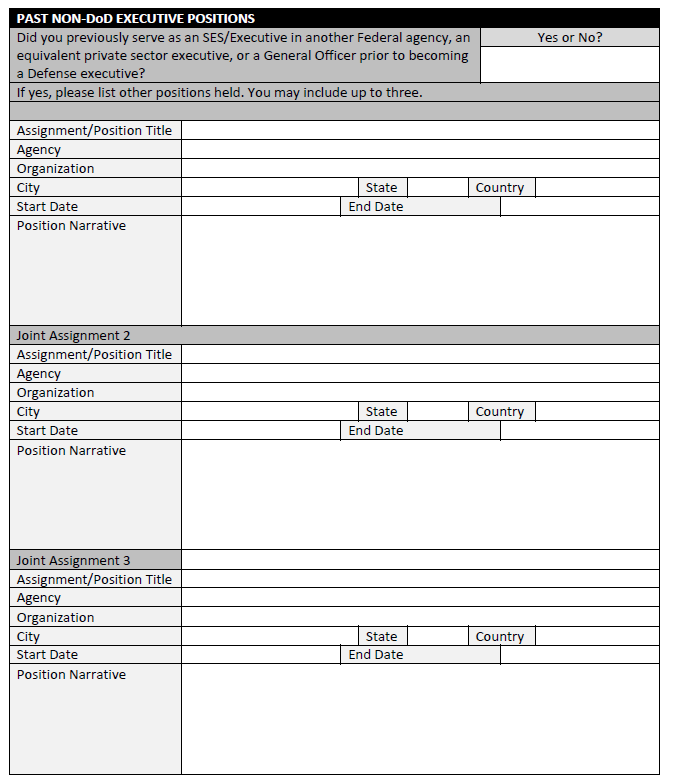 PAST NON-DoD EXECUTIVE POSITIONS
Did you previously serve as an SES/Executive in another Federal agency, an
equivalent private sector executive, or a General Officer prior to becoming
a Defense executive?
Yes or No?
If yes, please list other positions held. You may include up to three.
Assignment/Position Title
Agency
Organization
City State Country
Start Date End Date
Position Narrative
Joint Assignment 2
Assignment/Position Title
Agency
Organization
City State Country
Start Date End Date
Position Narrative
Joint Assignment 3
Assignment/Position Title
Agency
Organization
City State Country
Start Date End Date
Position Narrative